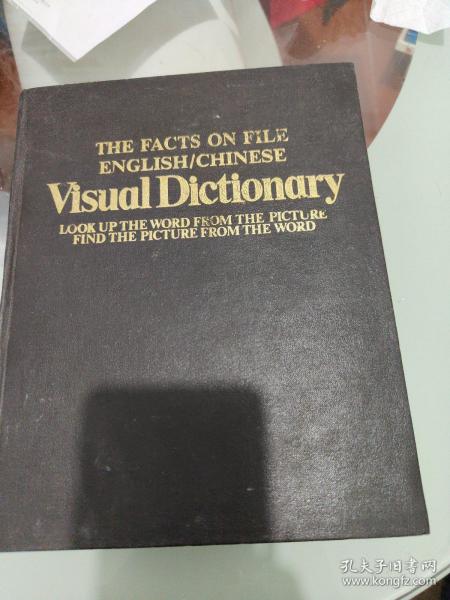 THE FACTS ON FILE
ENGLISH/CHINESE
Visual Dictionary
LOOK UP THE WORD FROM THE PICTURE
FIND THE PICTURE FROM THE WORD
孔夫子旧书网
www.kongfz.com